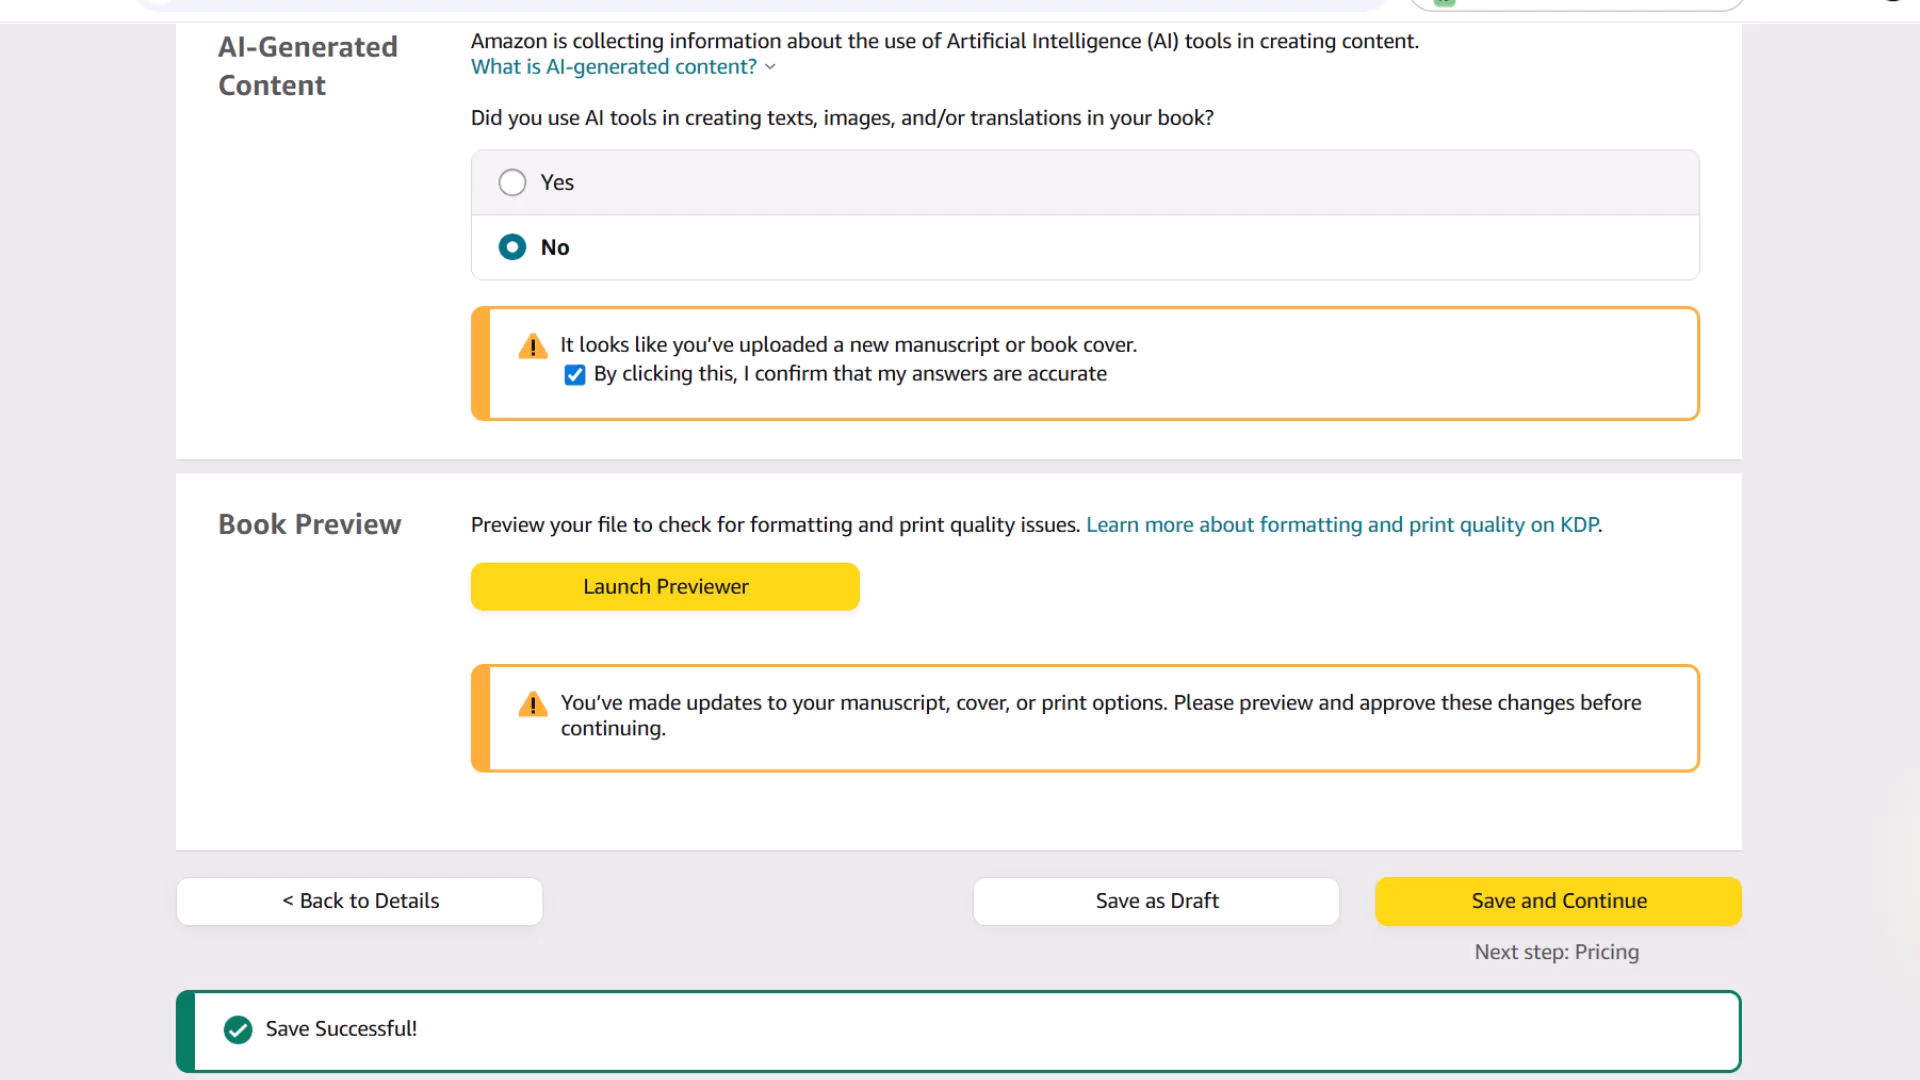 AI-Generated
Content
Amazon is collecting information about the use of Artificial Intelligence (AI) tools in creating content.
What is AI-generated content?
Did you use AI tools in creating texts, images, and/or translations in your book?
Yes
No
It looks like you’ve uploaded a new manuscript or book cover.
By clicking this, I confirm that my answers are accurate
Book Preview
Preview your file to check for formatting and print quality issues. Learn more about formatting and print quality on KDP.
Launch Previewer
You’ve made updates to your manuscript, cover, or print options. Please preview and approve these changes before
continuing.
< Back to Details
Save as Draft
Save and Continue
Next step: Pricing
Save Successful!